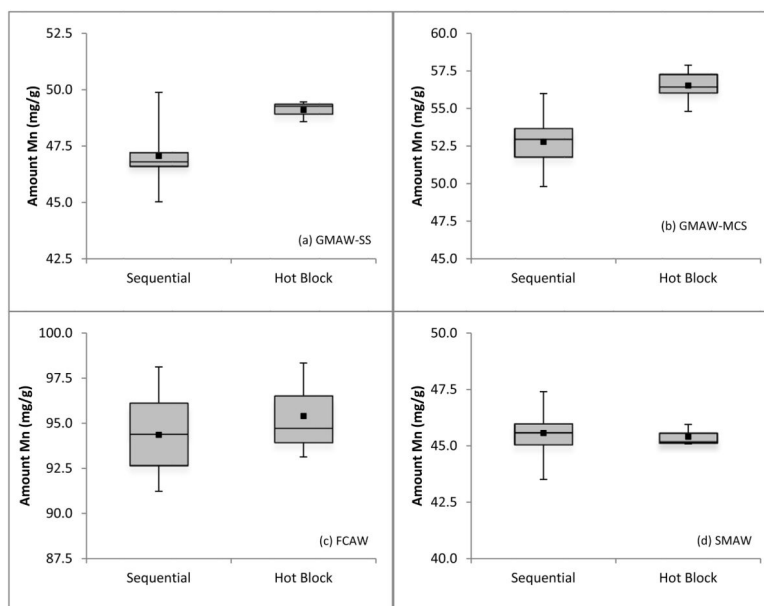 52.5
50.0
47.5
45.0
42.5
Amount Mn (mg/g)
(a) GMAW-SS
Sequential Hot Block
60.0
57.5
55.0
52.5
50.0
47.5
45.0
Amount Mn (mg/g)
(b) GMAW-MCS
Sequential Hot Block
100.0
97.5
95.0
92.5
90.0
87.5
Amount Mn (mg/g)
(c) FCAW
Sequential Hot Block
50.0
47.5
45.0
42.5
40.0
Amount Mn (mg/g)
(d) SMAW
Sequential Hot Block